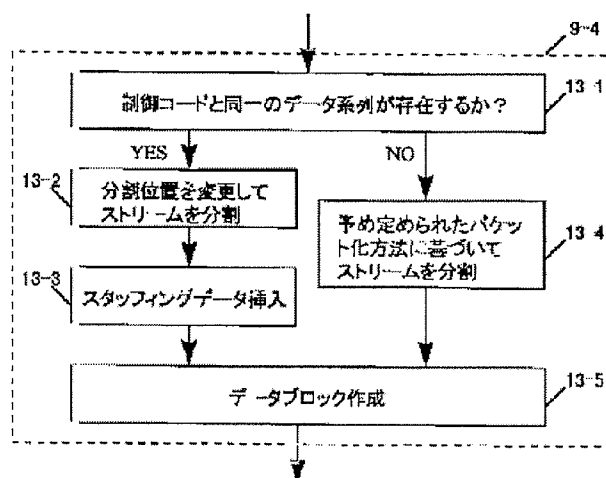 9-4
制御コードと同一のデータ系列が存在するか?
13-1
YES
NO
13-2
分割位置を変更して
ストリームを分割
予め定められたパケッ
ト化方法に基づいて
ストリームを分割
13-4
13-3
スタッフィングデータ挿入
データブロック作成
13-5